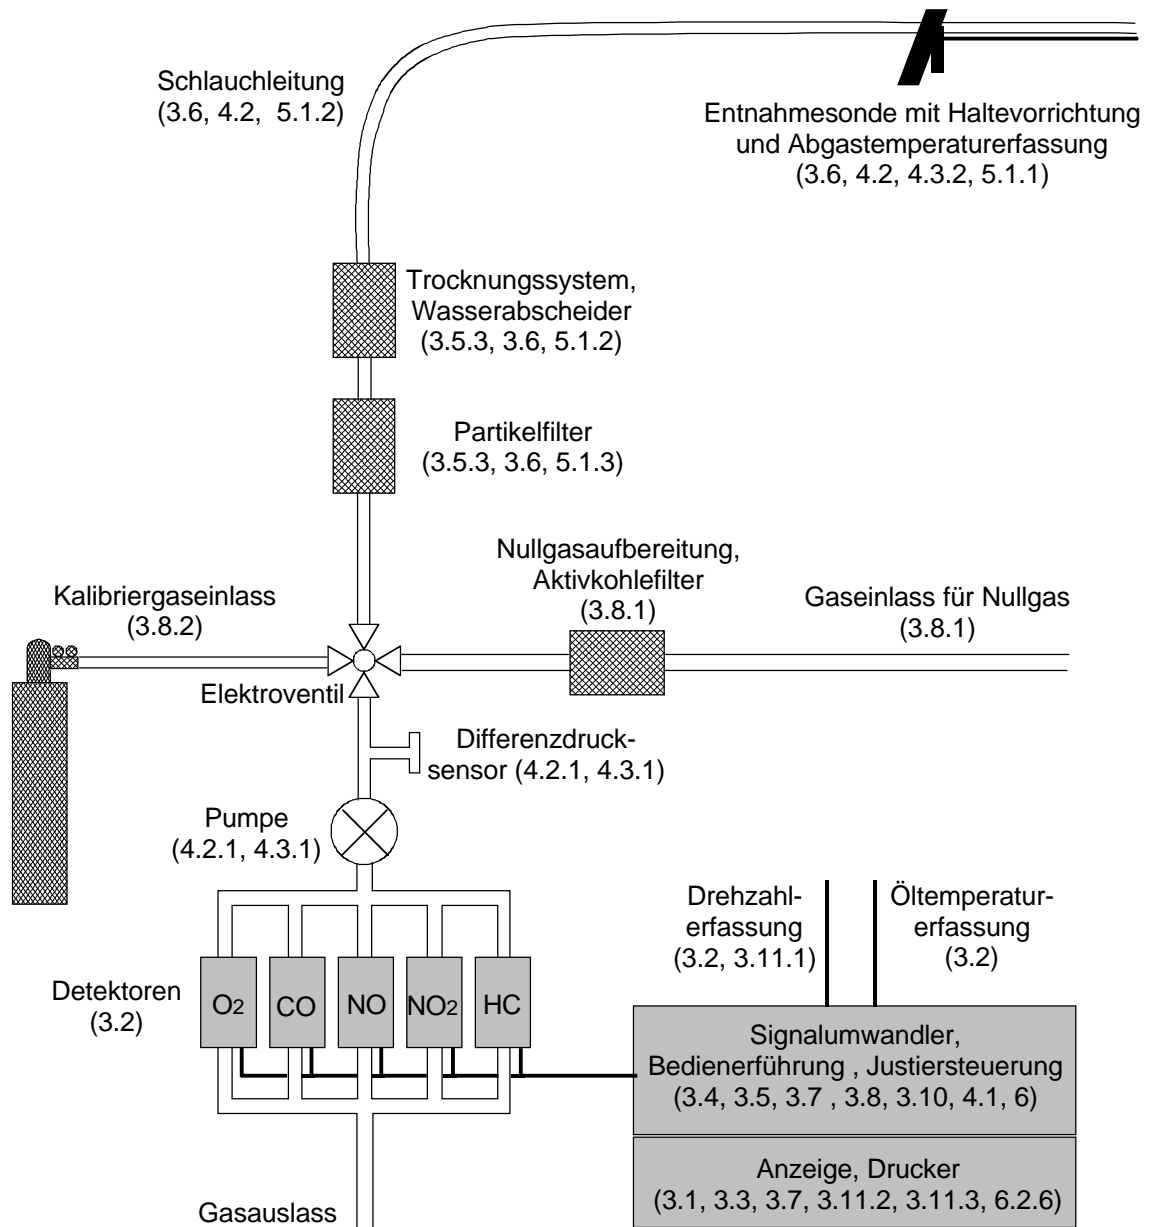 Schlauchleitung
(3.6, 4.2, 5.1.2)
Entnahmesonde mit Haltevorrichtung
und Abgastemperaturerfassung
(3.6, 4.2, 4.3.2, 5.1.1)
Trocknungssystem,
Wasserabscheider
(3.5.3, 3.6, 5.1.2)
Partikelfilter
(3.5.3, 3.6, 5.1.3)
Nullgasaufbereitung,
Aktivkohlefilter
(3.8.1)
Kalibriergaseinlass
(3.8.2)
Gaseinlass für Nullgas
(3.8.1)
Elektroventil
Differenzdruck-
sensor (4.2.1, 4.3.1)
Pumpe
(4.2.1, 4.3.1)
Drehzahl-
erfassung
(3.2, 3.11.1)
Öltemperatur-
erfassung
(3.2)
Detektoren
(3.2)
O2 CO NO NO2 HC
Signalumwandler,
Bedienerführung , Justiersteuerung
(3.4, 3.5, 3.7 , 3.8, 3.10, 4.1, 6)
Anzeige, Drucker
(3.1, 3.3, 3.7, 3.11.2, 3.11.3, 6.2.6)
Gasauslass